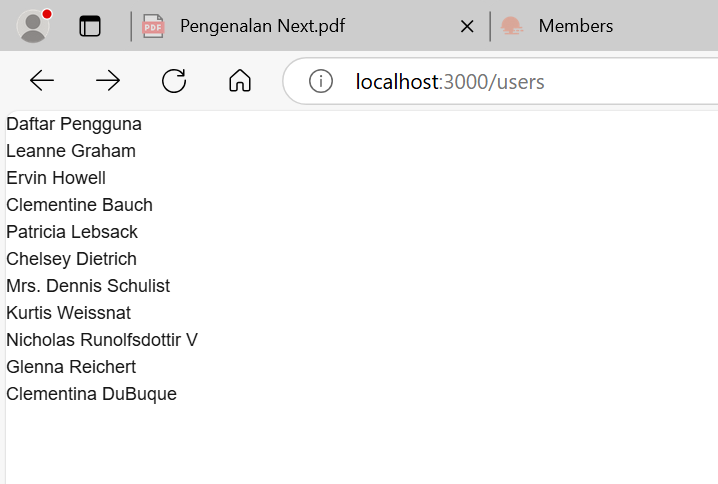 PDF Pengenalan Next.pdf Members
localhost:3000/users
Daftar Pengguna
Leanne Graham
Ervin Howell
Clementine Bauch
Patricia Lebsack
Chelsey Dietrich
Mrs. Dennis Schulist
Kurtis Weissnat
Nicholas Runolfsdottir V
Glenna Reichert
Clementina DuBuque